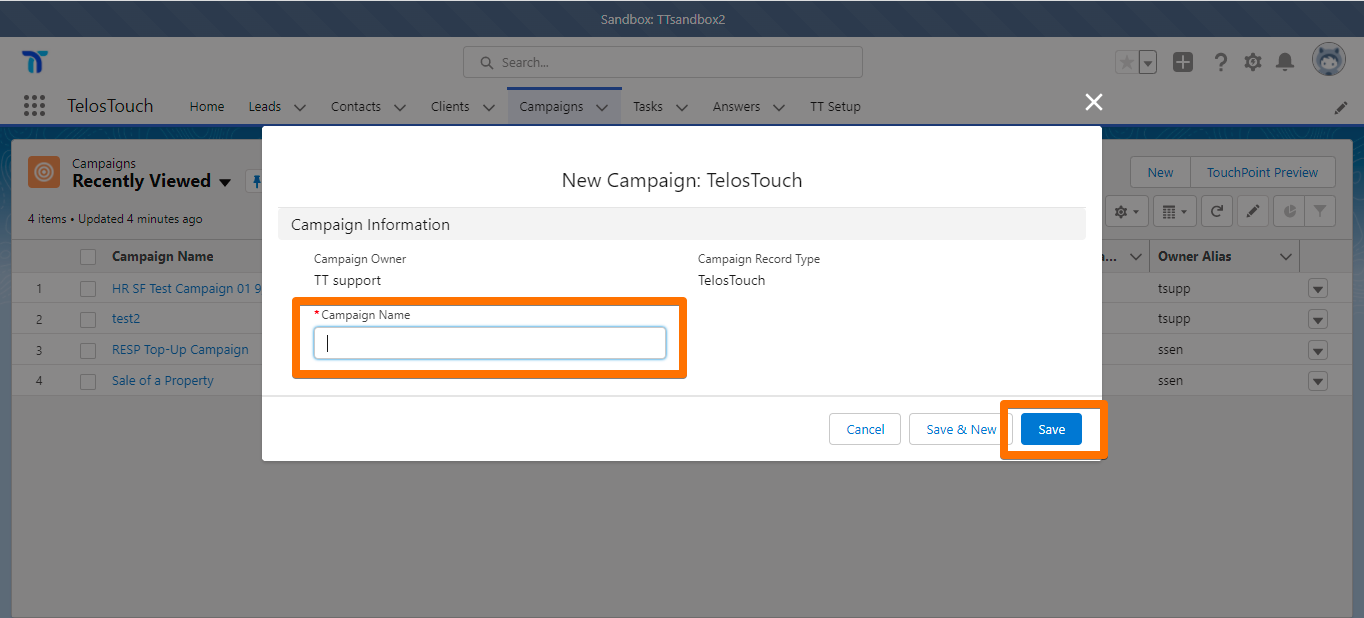 Sandbox: TTsandbox2
Search...
TelosTouch Home Leads Contacts Clients Campaigns Tasks Answers TT Setup
Campaigns
Recently Viewed
New TouchPoint Preview
4 items • Updated 4 minutes ago
Campaign Name a... Owner Alias
1 HR SF Test Campaign 01 9 tsupp
2 test2 tsupp
3 RESP Top-Up Campaign ssen
4 Sale of a Property ssen
New Campaign: TelosTouch
Campaign Information
Campaign Owner Campaign Record Type
TT support TelosTouch
* Campaign Name
Cancel Save & New Save